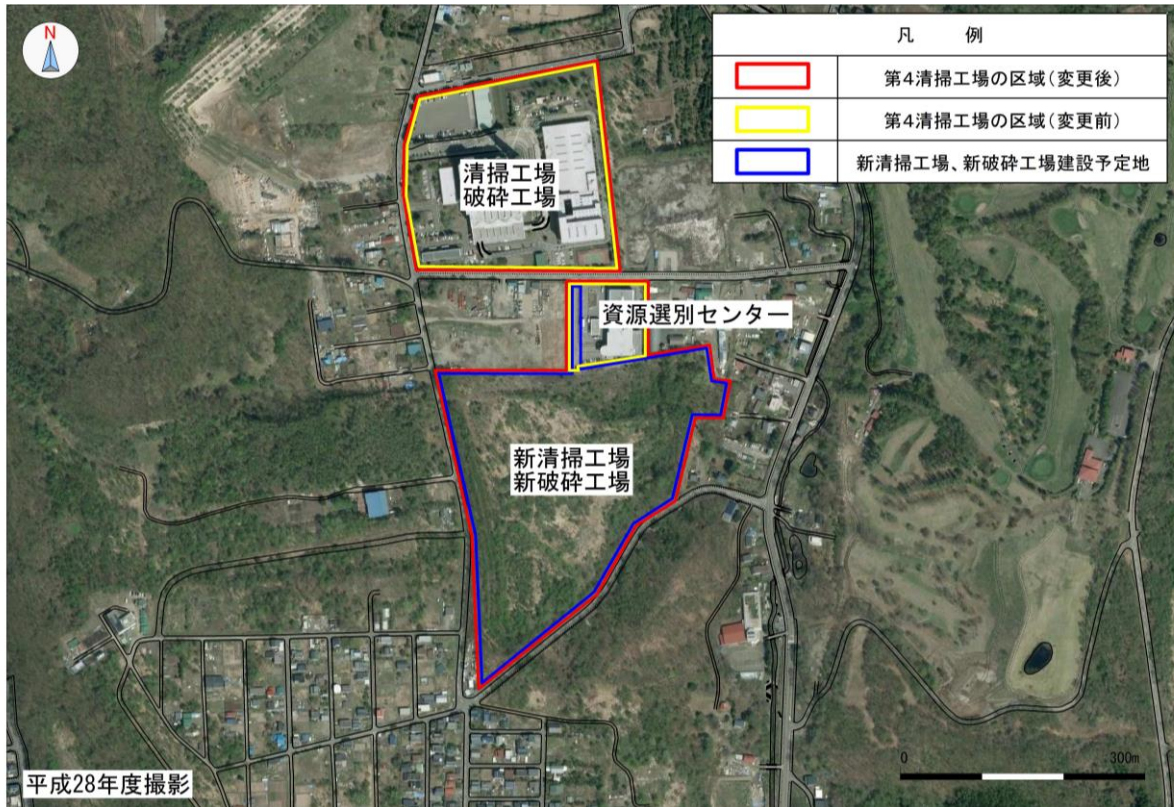 N
凡 例
第4清掃工場の区域(変更後)
第4清掃工場の区域(変更前)
新清掃工場、新破砕工場建設予定地
清掃工場
破砕工場
資源選別センター
新清掃工場
新破砕工場
0 300m
平成28年度撮影